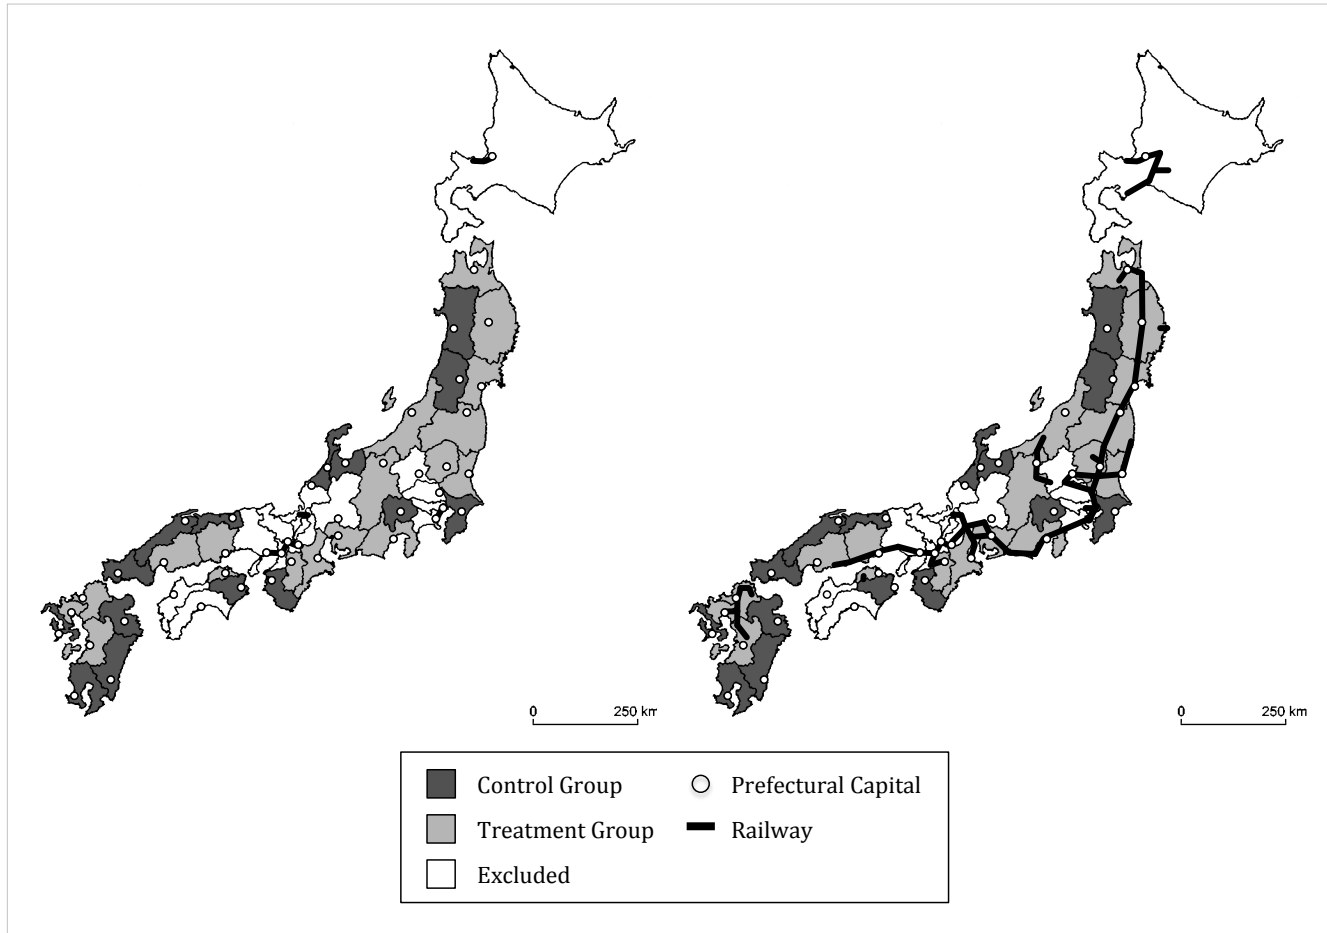 0 250 km
0 250 km
Control Group
Prefectural Capital
Treatment Group
Railway
Excluded